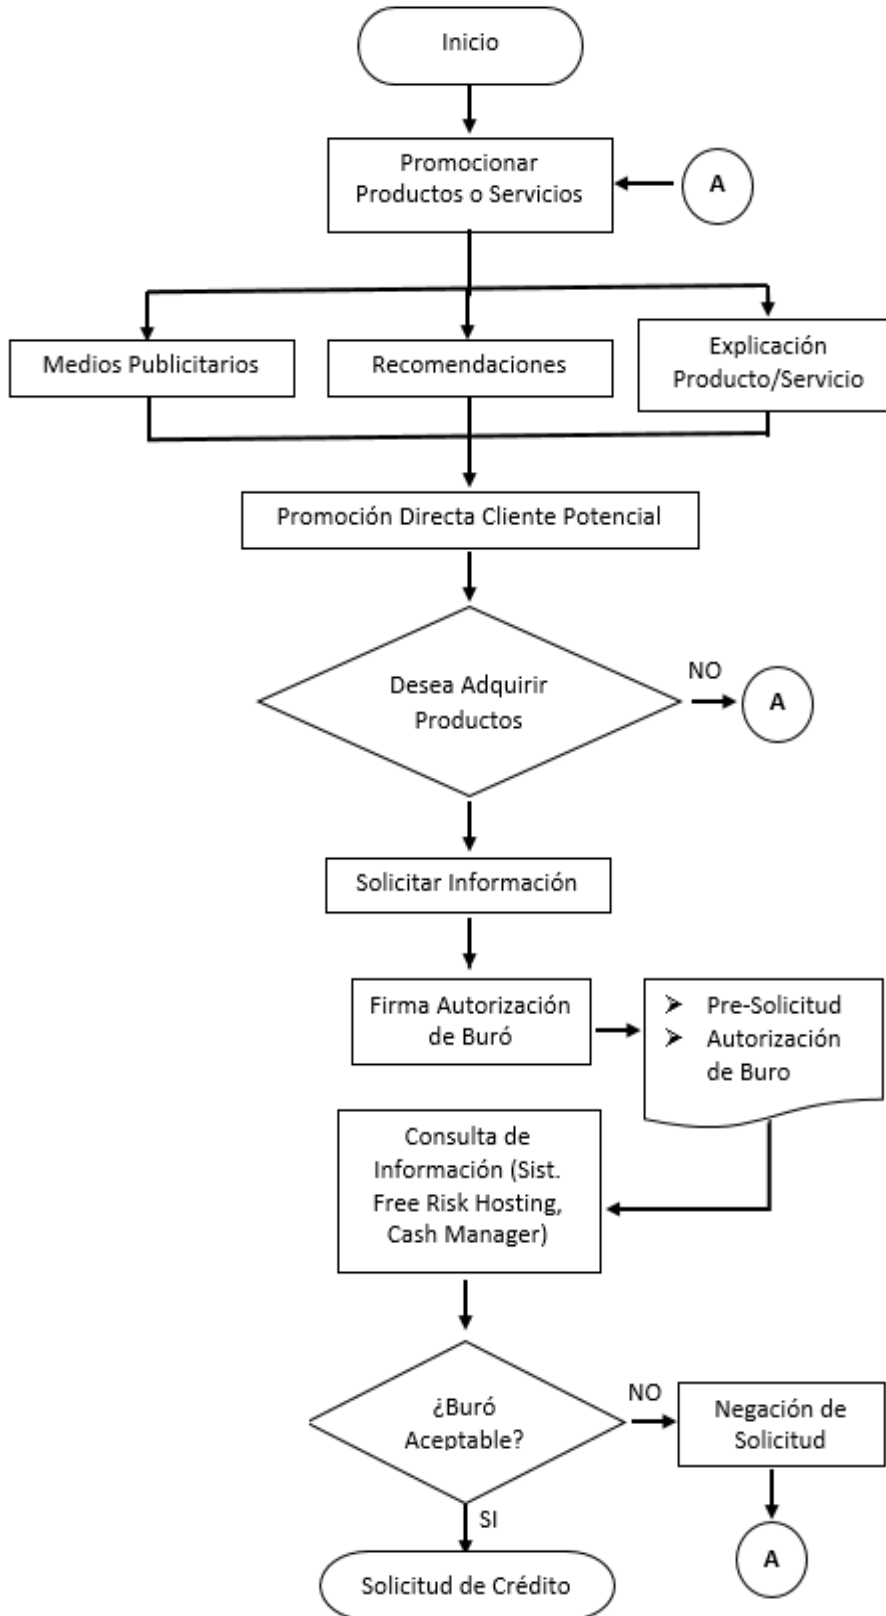 Inicio
Promocionar
Productos o Servicios
A
Medios Publicitarios
Recomendaciones
Explicación
Producto/Servicio
Promoción Directa Cliente Potencial
Desea Adquirir
Productos
NO
A
Solicitar Información
Firma Autorización
de Buró
➤ Pre-Solicitud
➤ Autorización
de Buro
Consulta de
Información (Sist.
Free Risk Hosting,
Cash Manager)
¿Buró
Aceptable?
NO
Negación de
Solicitud
SI
A
Solicitud de Crédito